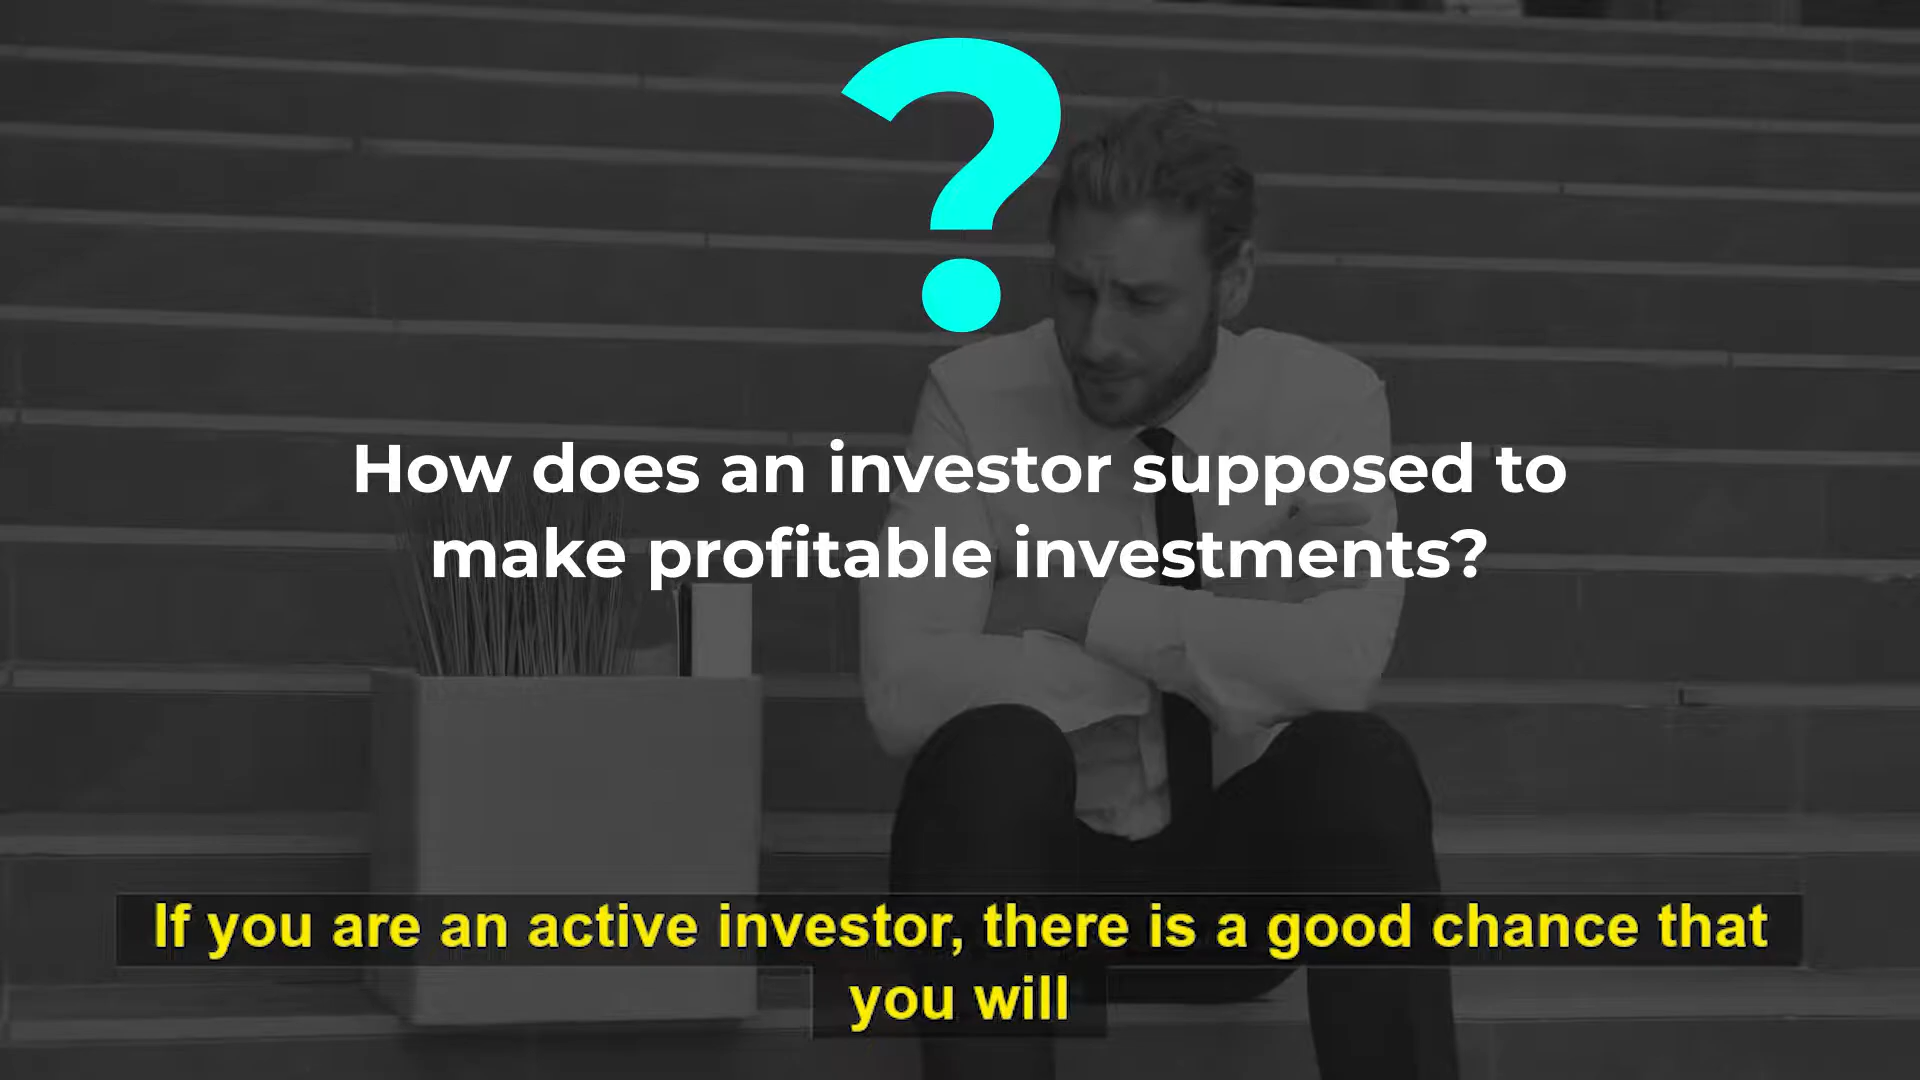 ?
How does an investor supposed to
make profitable investments?
If you are an active investor, there is a good chance that
you will